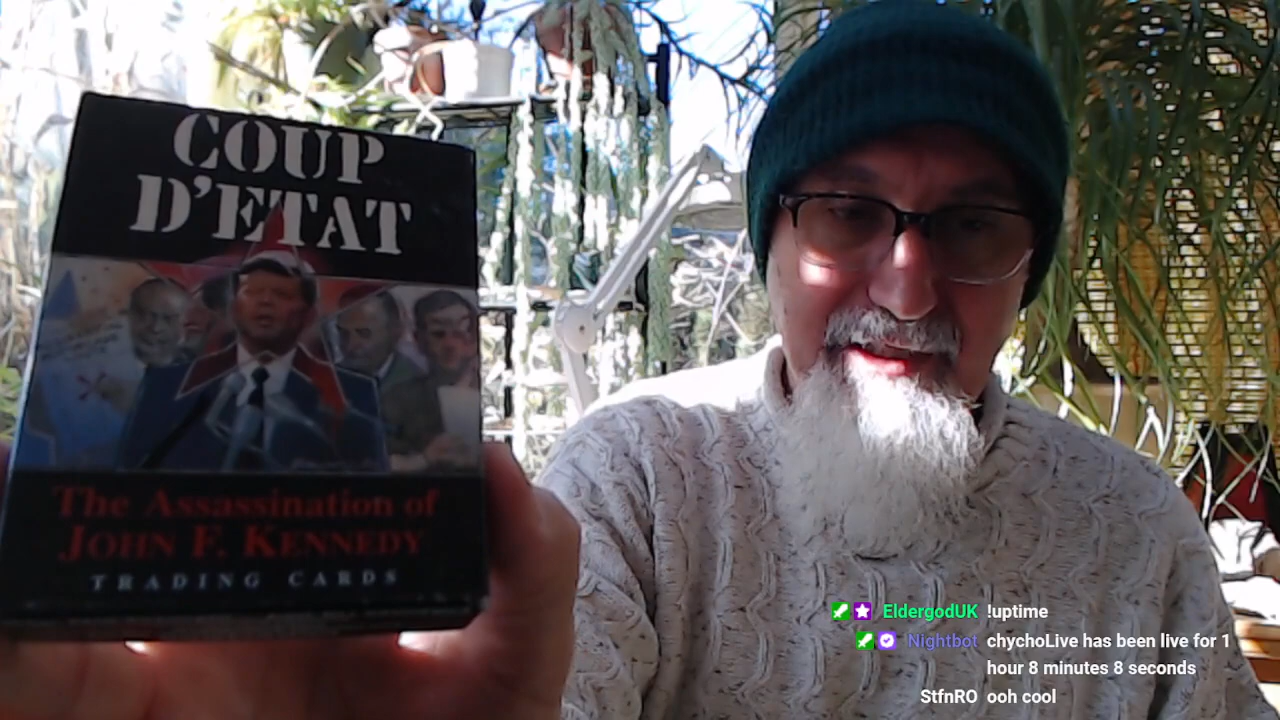 COUP
D'ETAT
The Assassination of
JOHN F. KENNEDY
TRADING CARDS
EldergodUK !uptime
Nightbot chychoLive has been live for 1
hour 8 minutes 8 seconds
StfnRO ooh cool